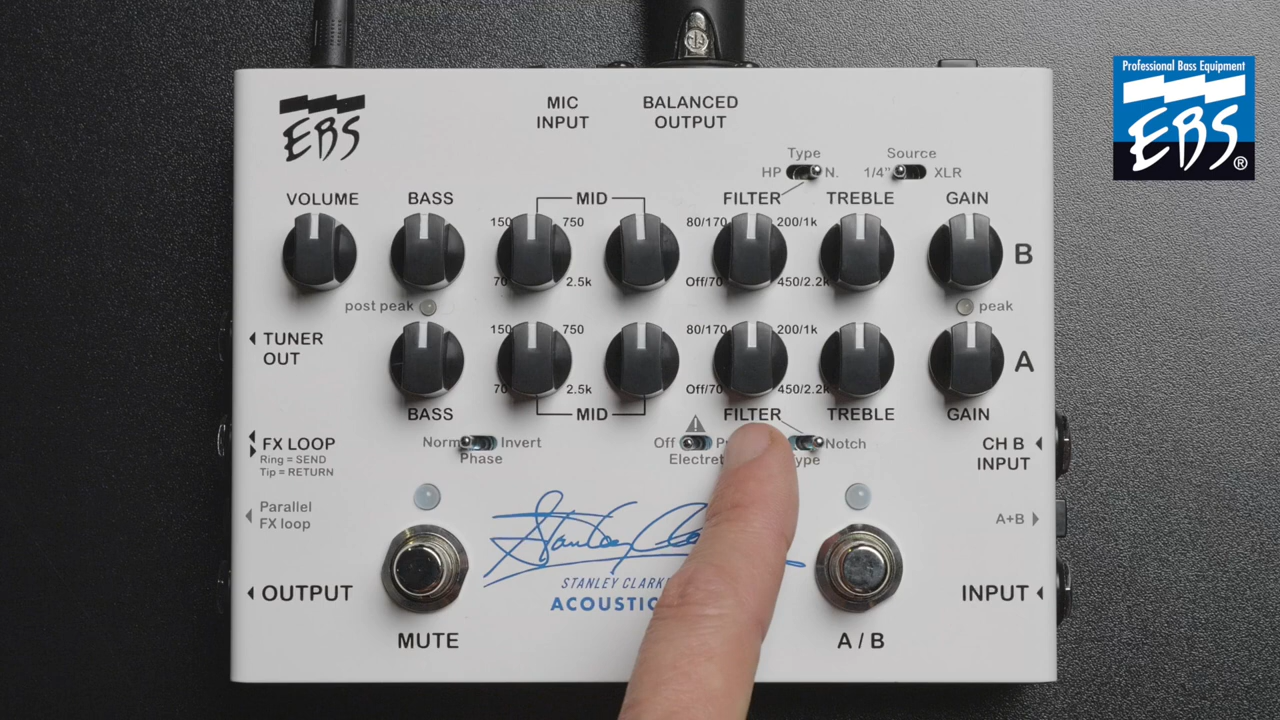 Professional Bass Equipment
EBS®
EBS
MIC
INPUT
BALANCED
OUTPUT
Type
HP N.
Source
1/4" XLR
VOLUME BASS MID FILTER TREBLE GAIN
150 750 80/170 200/1k
B
70 2.5k Off/70 450/2.2k
post peak peak
TUNER
OUT
150 750 80/170 200/1k
A
70 2.5k Off/70 450/2.2k
BASS MID FILTER TREBLE GAIN
FX LOOP
Ring = SEND
Tip = RETURN
Norm Invert
Phase
Off
Notch
CH B
INPUT
Parallel
FX loop
A+B
Stanley
STANLEY
OUTPUT
INPUT
MUTE
A / B